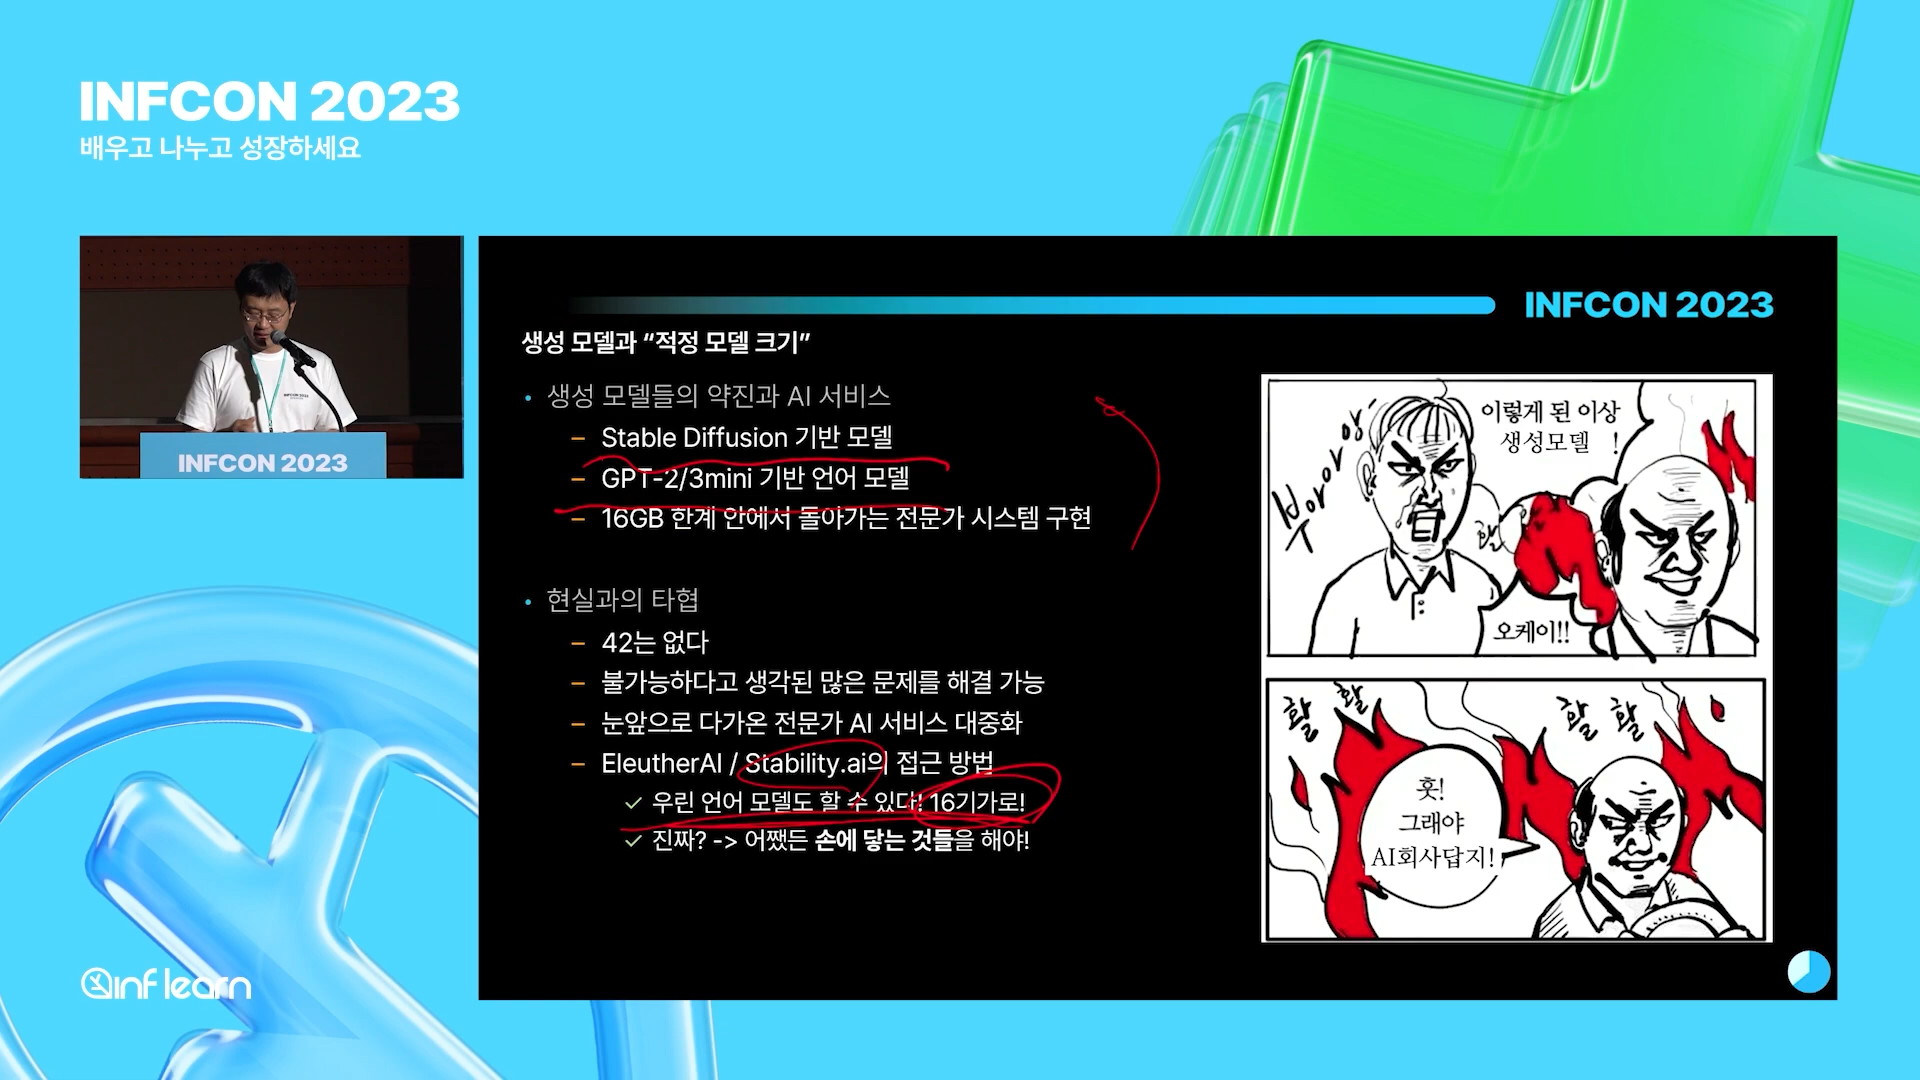 INFCON 2023
배우고 나누고 성장하세요
INFCON 2023
INFCON 2023
생성 모델과 “적정 모델 크기”
• 생성 모델들의 약진과 AI 서비스
– Stable Diffusion 기반 모델
– GPT-2/3mini 기반 언어 모델
– 16GB 한계 안에서 돌아가는 전문가 시스템 구현
• 현실과의 타협
– 42는 없다
– 불가능하다고 생각된 많은 문제를 해결 가능
– 눈앞으로 다가온 전문가 AI 서비스 대중화
– EleutherAI / Stability.ai의 접근 방법
✓ 우린 언어 모델도 할 수 있다! 16기가로!
✓ 진짜? -> 어쨌든 손에 닿는 것들을 해야!
부아아앙
이렇게 된 이상
생성모델 !
활
오케이!!
활 활
활 활
훗!
그래야
AI회사답지!
inflearn